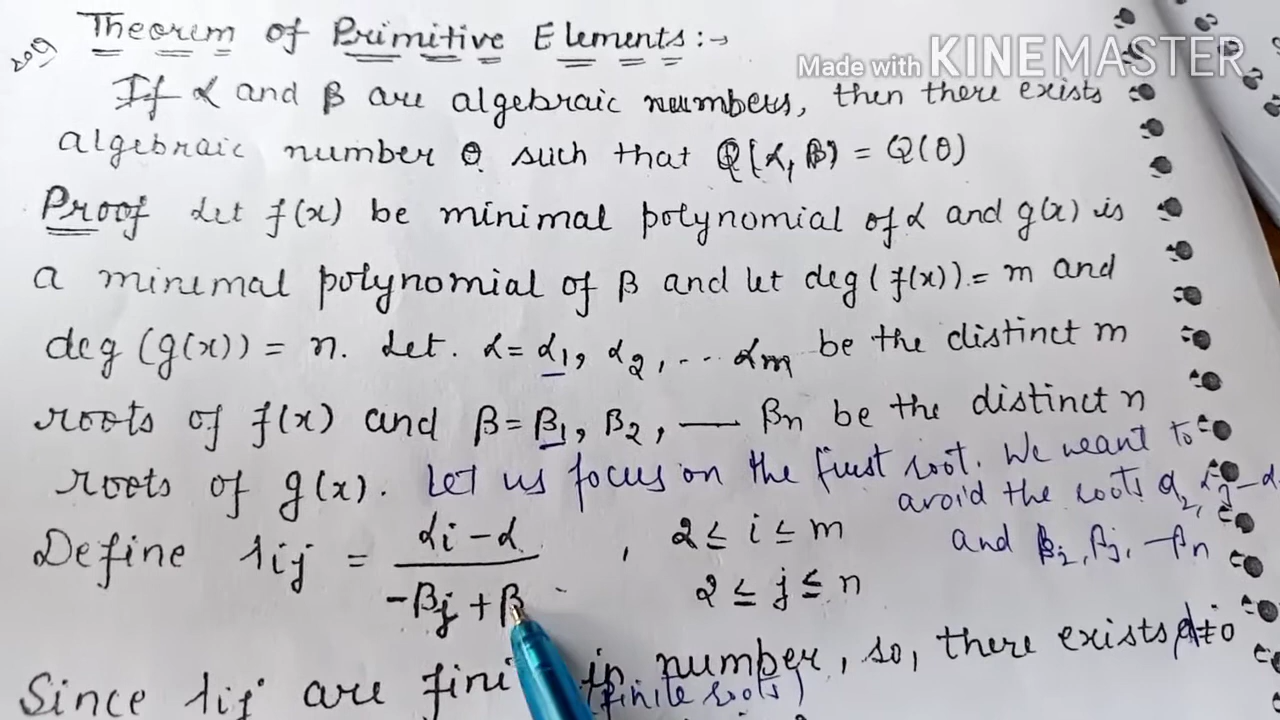 Made with KINEMASTER
209
Theorem of Primitive Elements:→
If α and β are algebraic numbers, then there exists
algebraic number θ such that Q(α, β) = Q(θ)
Proof Let f(x) be minimal polynomial of α and g(x) is
a minimal polynomial of β and let deg(f(x)) = m and
deg(g(x)) = n. Let. α = α1, α2, ... αm be the distinct m
roots of f(x) and β = β1, β2, — βn be the distinct n
roots of g(x). Let us focus on the first root. We want to
avoid the roots α2,
and β2, βj, -βn
Define λij = (αi - α)/(-βj + β), 2 ≤ i ≤ m
2 ≤ j ≤ n
Since λij are in number, so, there exists ≠0
(finite roots)